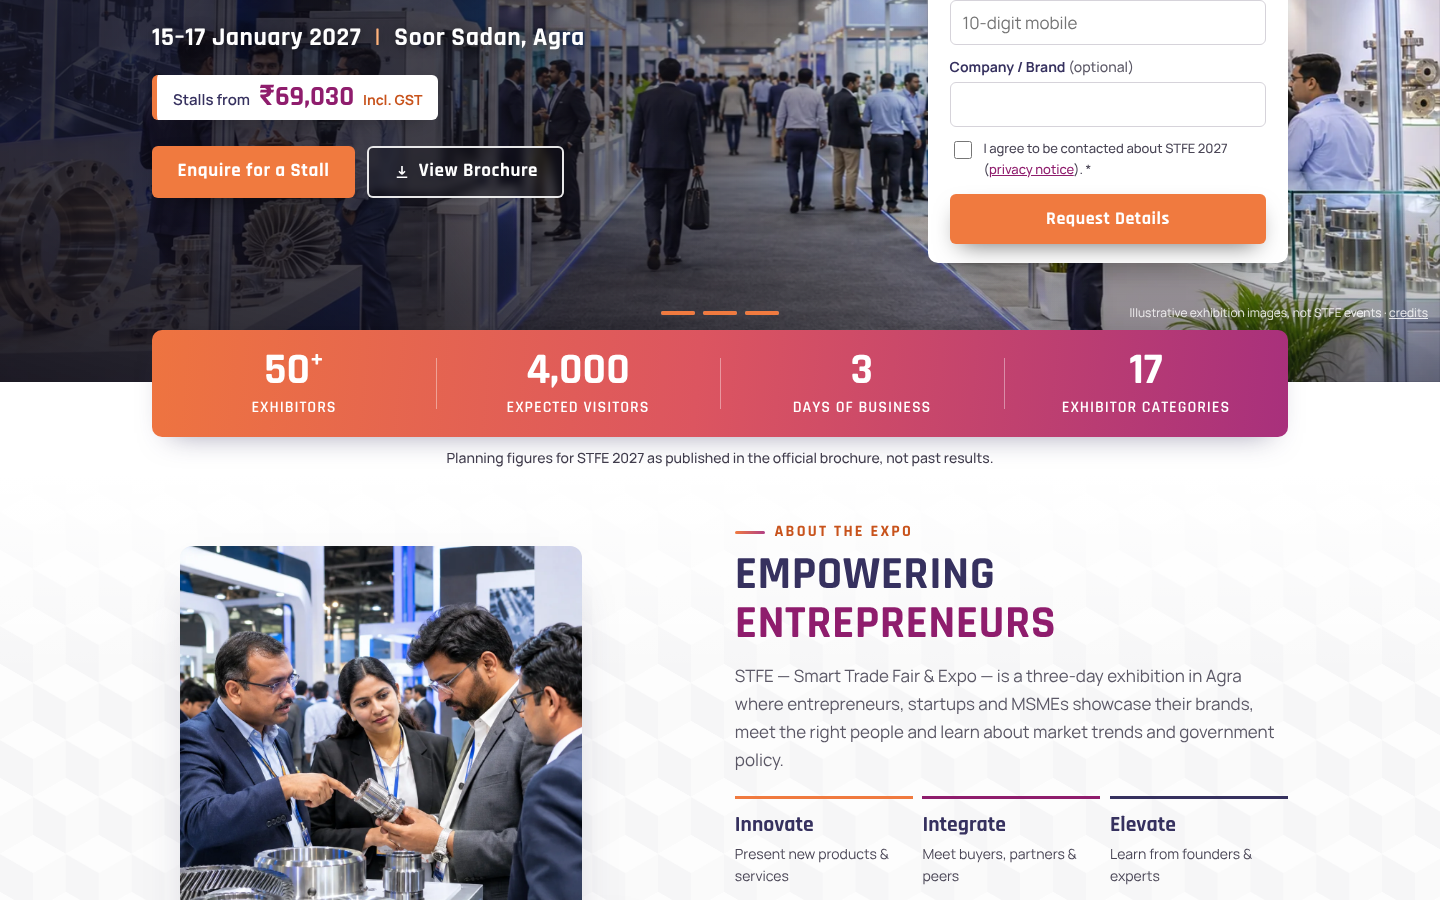 15–17 January 2027 | Soor Sadan, Agra
Stalls from ₹69,030 Incl. GST
Enquire for a Stall
View Brochure
10-digit mobile
Company / Brand (optional)
I agree to be contacted about STFE 2027
(privacy notice). *
Request Details
Illustrative exhibition images, not STFE events · credits
50+
EXHIBITORS
4,000
EXPECTED VISITORS
3
DAYS OF BUSINESS
17
EXHIBITOR CATEGORIES
Planning figures for STFE 2027 as published in the official brochure, not past results.
ABOUT THE EXPO
EMPOWERING
ENTREPRENEURS
STFE — Smart Trade Fair & Expo — is a three-day exhibition in Agra
where entrepreneurs, startups and MSMEs showcase their brands,
meet the right people and learn about market trends and government
policy.
Innovate
Present new products &
services
Integrate
Meet buyers, partners &
peers
Elevate
Learn from founders &
experts